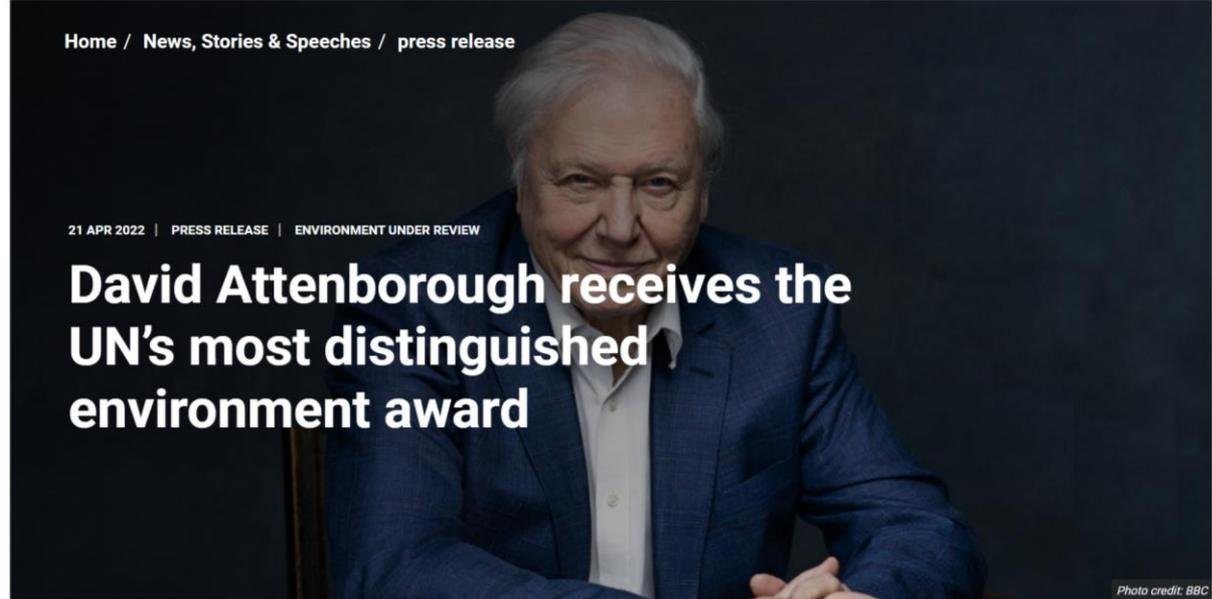 Home / News, Stories & Speeches / press release
21 APR 2022 | PRESS RELEASE | ENVIRONMENT UNDER REVIEW
David Attenborough receives the
UN’s most distinguished
environment award
Photo credit: BBC